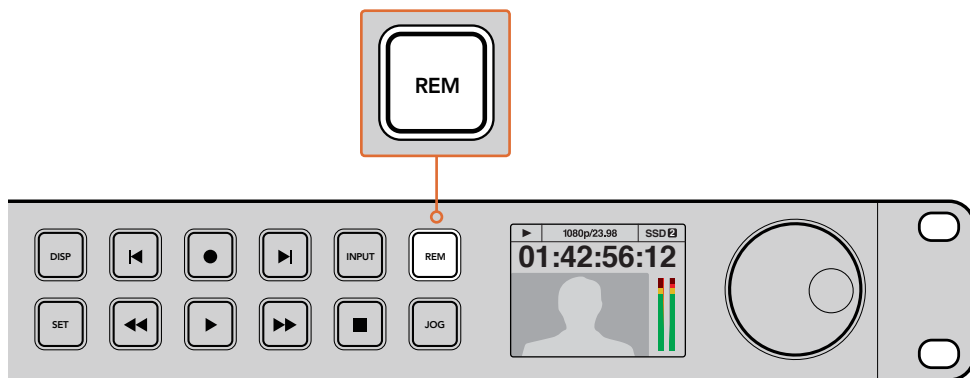 REM
DISP
INPUT
REM
1080p/23.98
SSD 2
01:42:56:12
SET
JOG